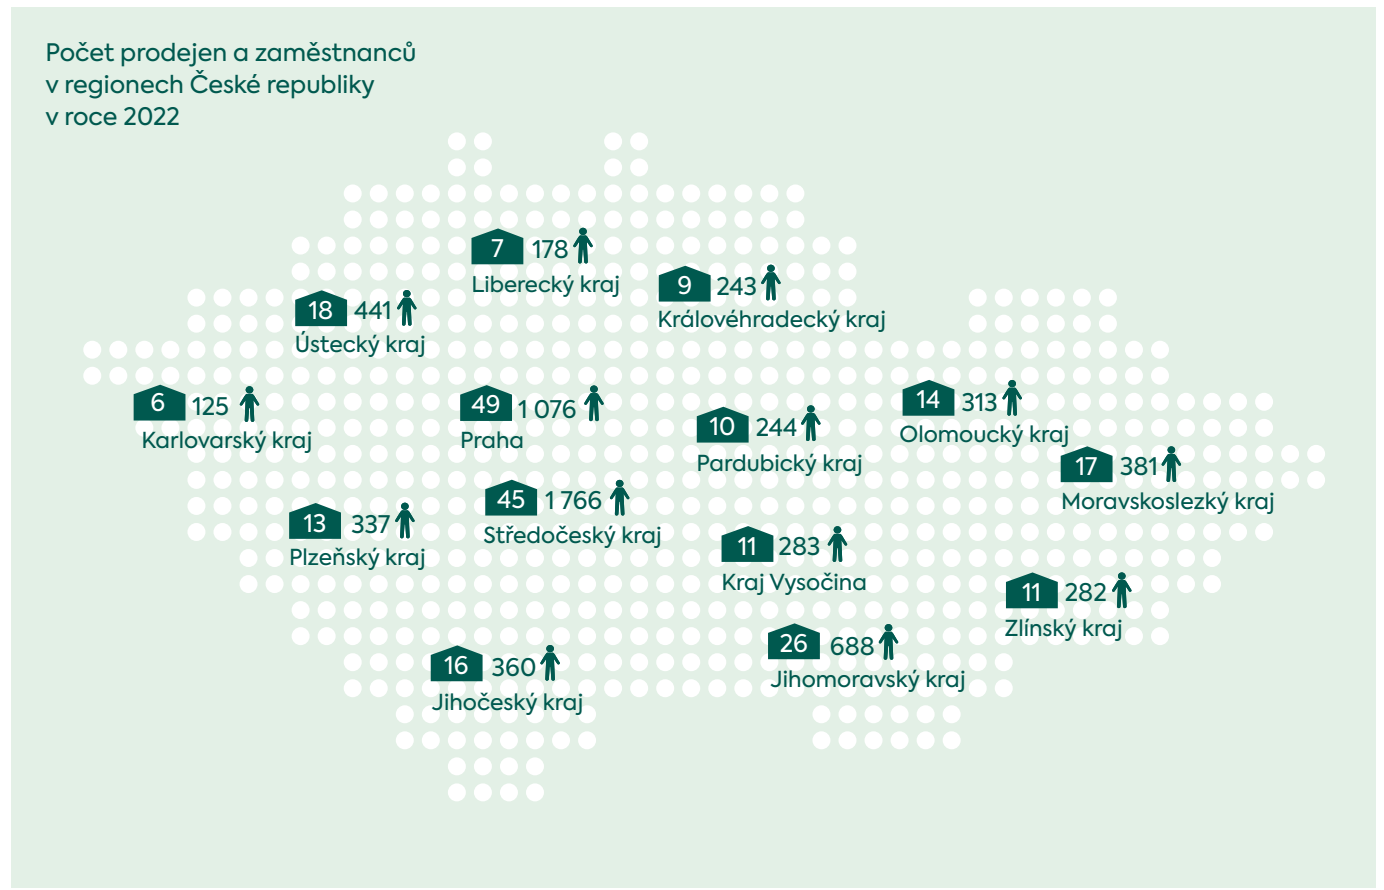 Počet prodejen a zaměstnanců
v regionech České republiky
v roce 2022
7 178
Liberecký kraj
9 243
Královéhradecký kraj
18 441
Ústecký kraj
6 125
Karlovarský kraj
49 1 076
Praha
10 244
Pardubický kraj
14 313
Olomoucký kraj
17 381
Moravskoslezký kraj
13 337
Plzeňský kraj
45 1 766
Středočeský kraj
11 283
Kraj Vysočina
11 282
Zlínský kraj
16 360
Jihočeský kraj
26 688
Jihomoravský kraj